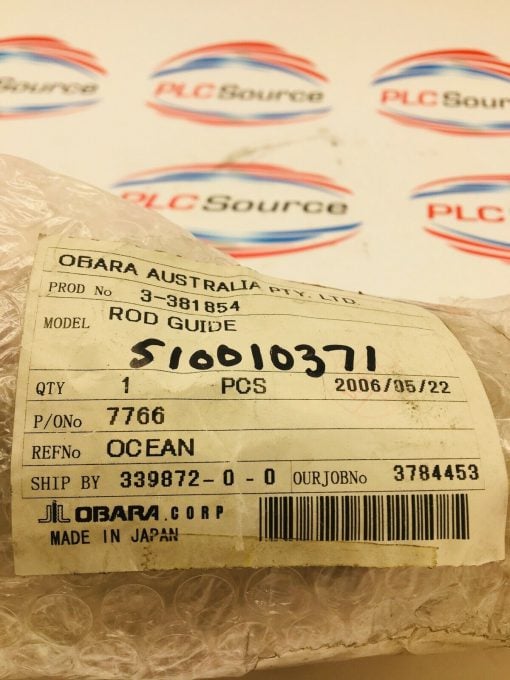 PLC Source
PLC Source
PLC Source
PLC Source
OBARA AUSTRALIA PTY. LTD.
PROD No 3-381854
MODEL ROD GUIDE
510010371
QTY 1 PCS 2006/05/22
P/ONo 7766
REFNo OCEAN
SHIP BY 339872-0-0 OURJOBNo 3784453
OBARA.CORP
MADE IN JAPAN